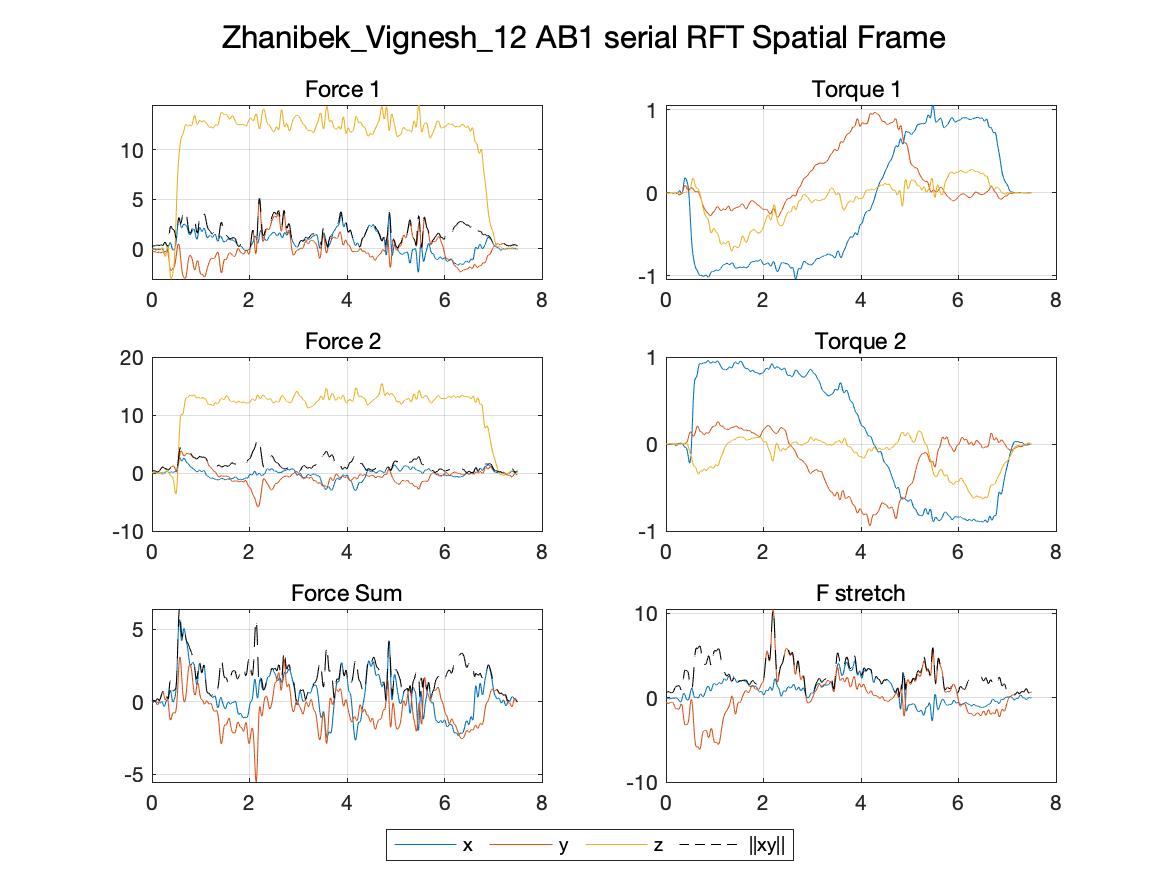 Zhanibek_Vignesh_12 AB1 serial RFT Spatial Frame
Force 1
10
5
0
0 2 4 6 8
Torque 1
1
0
-1
0 2 4 6 8
Force 2
20
10
0
-10
0 2 4 6 8
Torque 2
1
0
-1
0 2 4 6 8
Force Sum
5
0
-5
0 2 4 6 8
F stretch
10
0
-10
0 2 4 6 8
x y z ||xy||